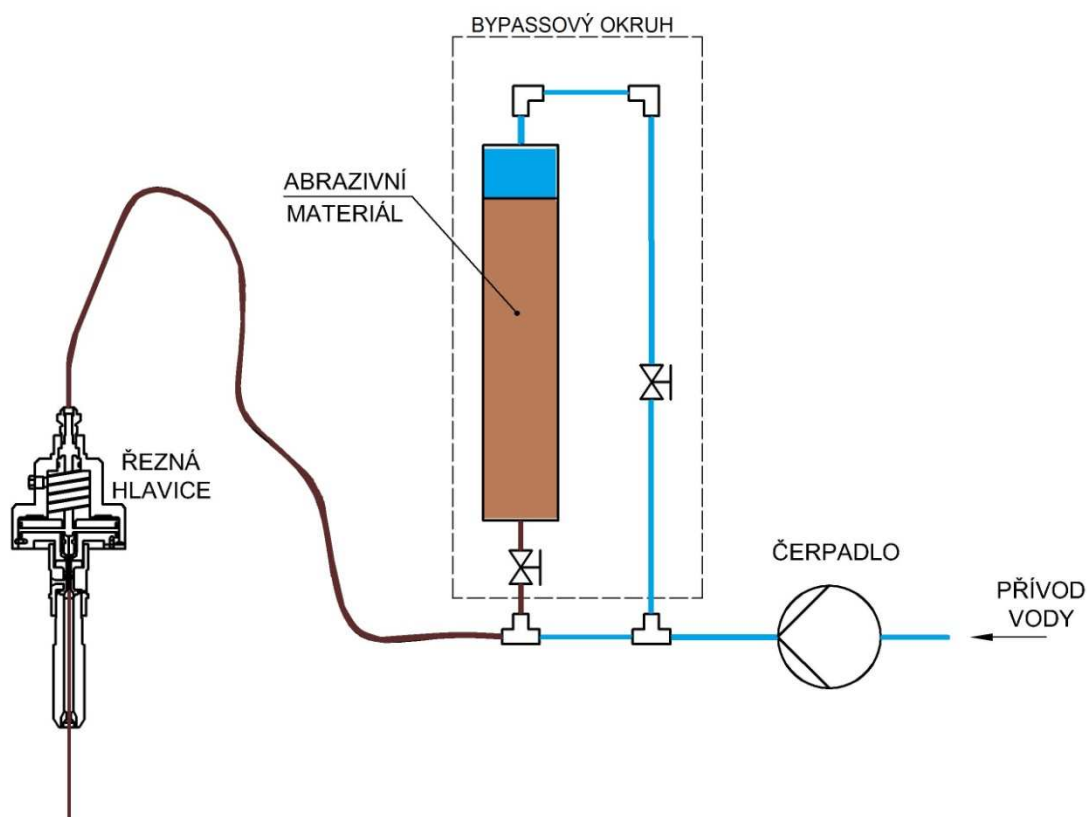 BYPASSOVÝ OKRUH
ABRAZIVNÍ
MATERIÁL
ŘEZNÁ
HLAVICE
ČERPADLO
PŘÍVOD
VODY